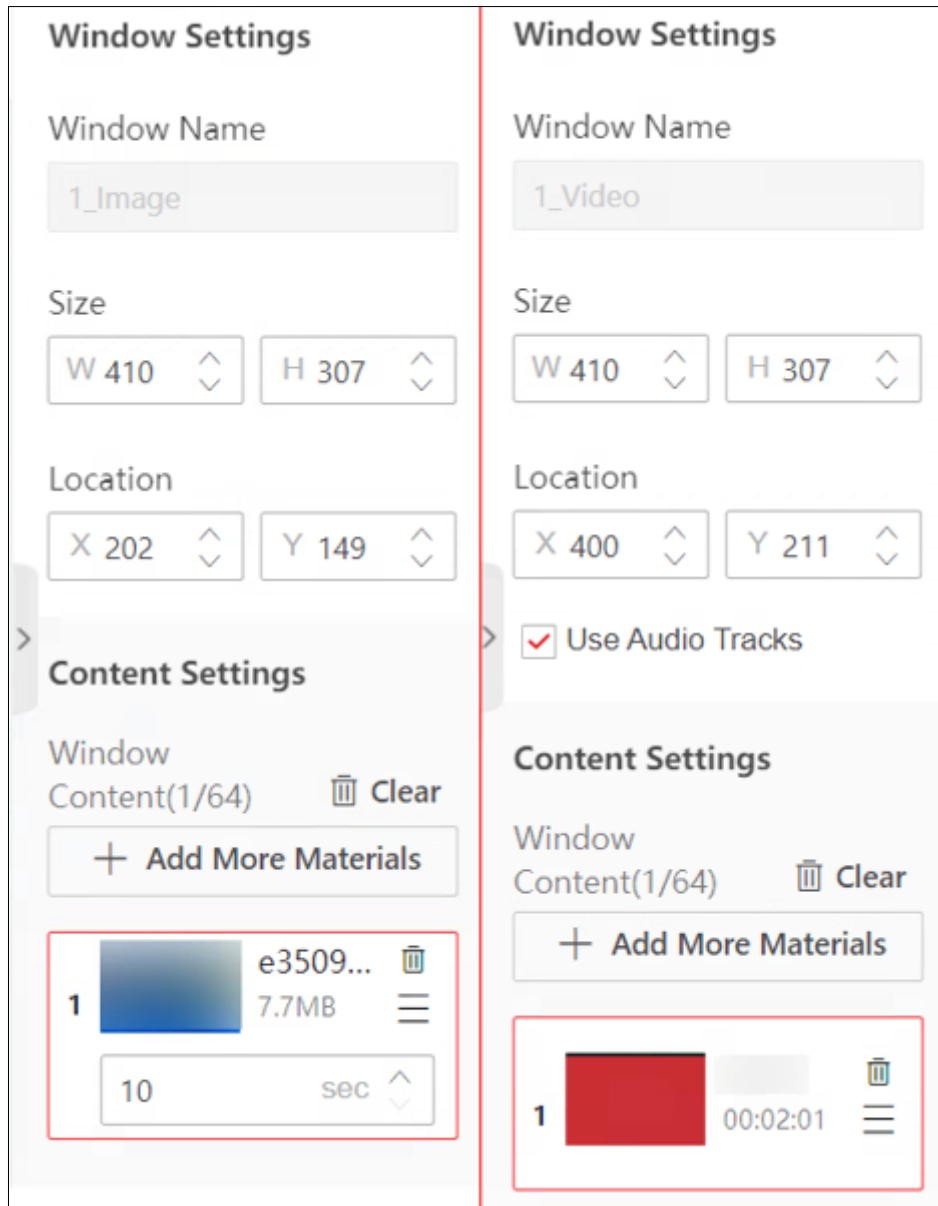 Window Settings
Window Name
1_Image
Size
W 410
H 307
Location
X 202
Y 149
Content Settings
Window
Content(1/64)
Clear
Add More Materials
1
e3509...
7.7MB
10 sec
Window Settings
Window Name
1_Video
Size
W 410
H 307
Location
X 400
Y 211
Use Audio Tracks
Content Settings
Window
Content(1/64)
Clear
Add More Materials
1
00:02:01